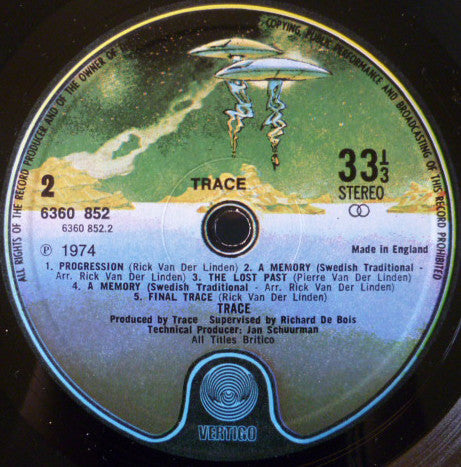 ALL RIGHTS OF THE RECORD PRODUCER AND OF THE OWNER OF
COPYING, PUBLIC PERFORMANCE AND BROADCASTING OF THIS RECORD PROHIBITED
2
TRACE
33⅓
STEREO
6360 852
6360 852.2
Ⓟ 1974
Made in England
1. PROGRESSION (Rick Van Der Linden) 2. A MEMORY (Swedish Traditional -
Arr. Rick Van Der Linden) 3. THE LOST PAST (Pierre Van Der Linden)
4. A MEMORY (Swedish Traditional - Arr. Rick Van Der Linden)
5. FINAL TRACE (Rick Van Der Linden)
TRACE
Produced by Trace Supervised by Richard De Bois
Technical Producer: Jan Schuurman
All Titles Britico
VERTIGO